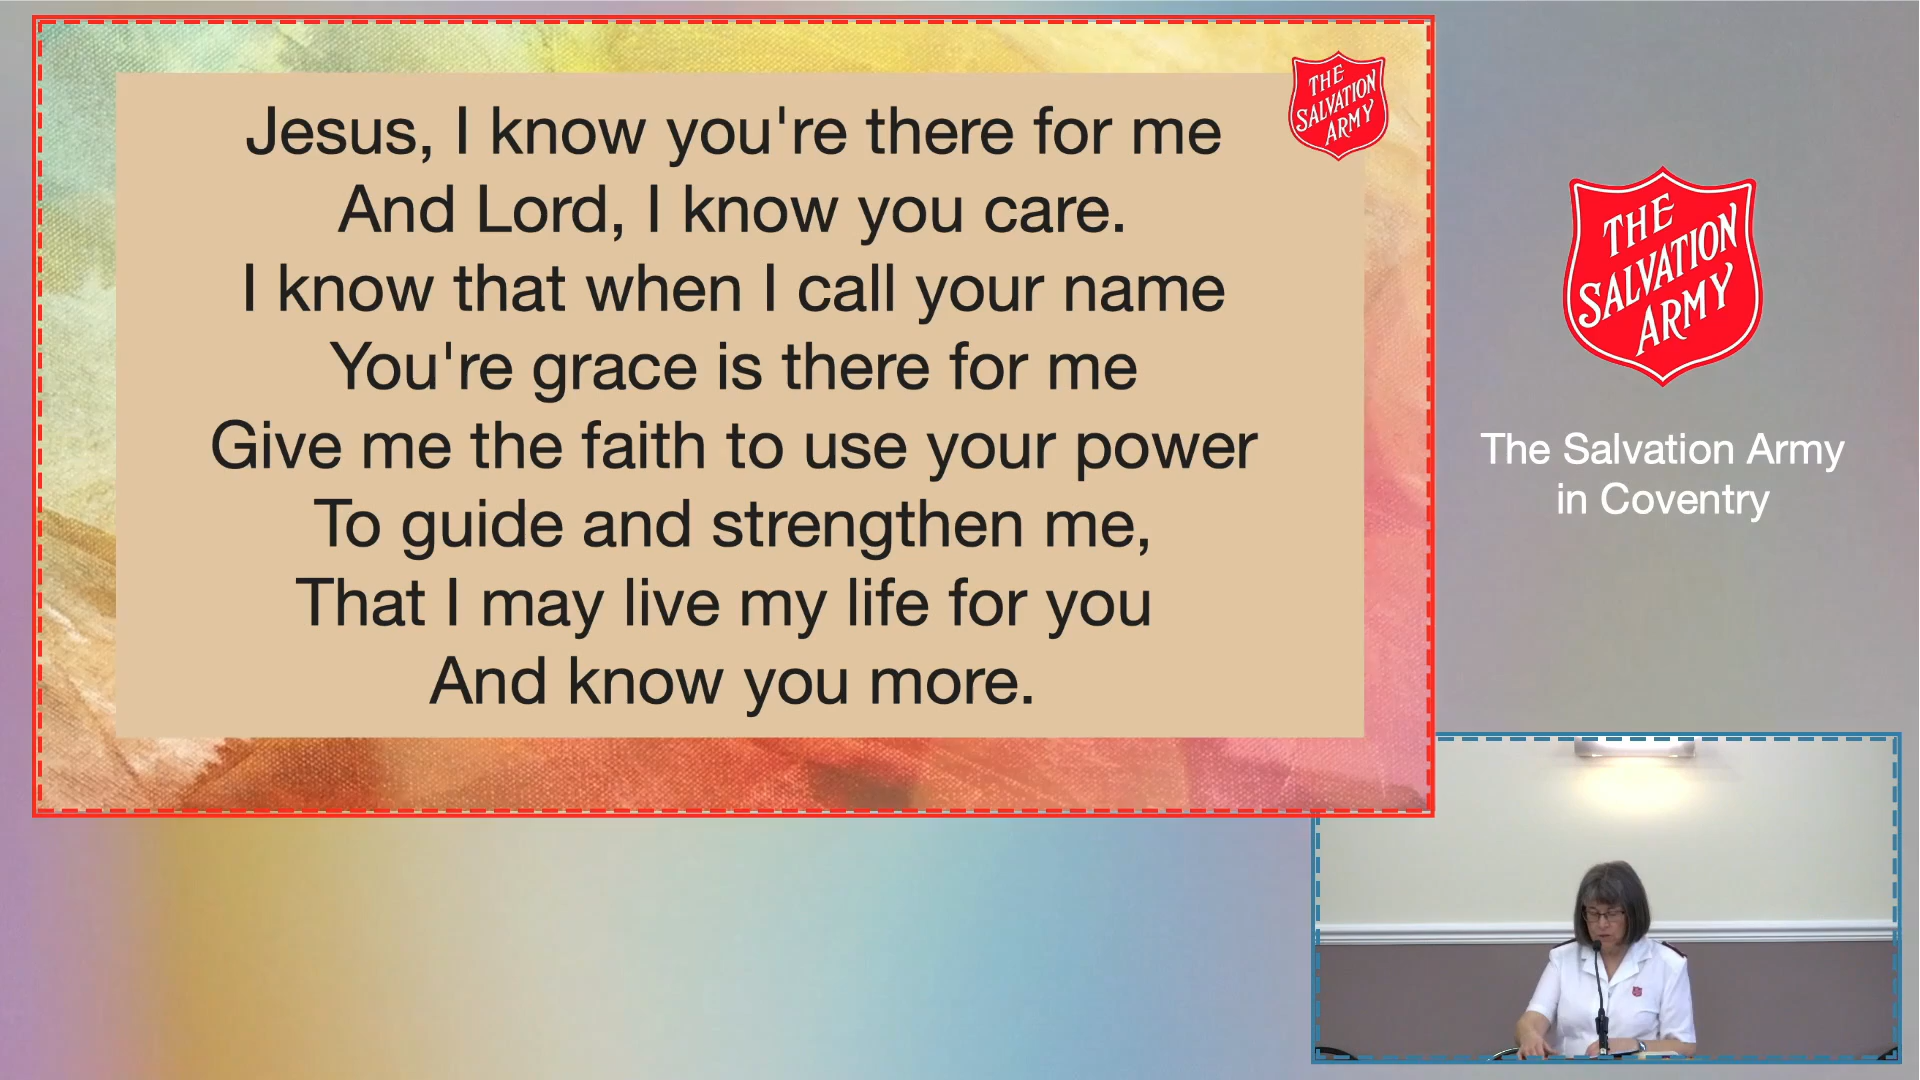 Jesus, I know you're there for me
And Lord, I know you care.
I know that when I call your name
You're grace is there for me
Give me the faith to use your power
To guide and strengthen me,
That I may live my life for you
And know you more.
THE
SALVATION
ARMY
THE
SALVATION
ARMY
The Salvation Army
in Coventry